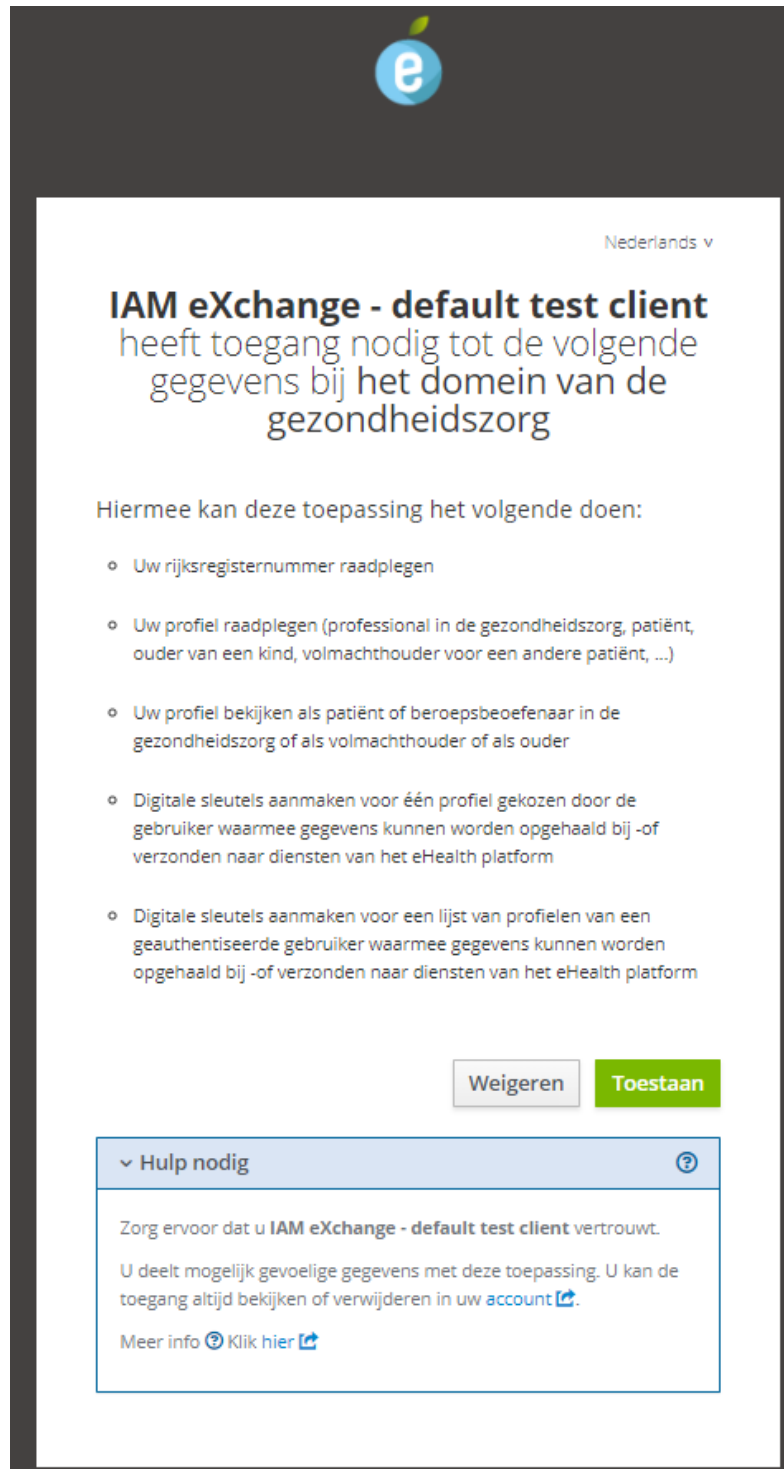 e
Nederlands v
IAM eXchange - default test client
heeft toegang nodig tot de volgende
gegevens bij het domein van de
gezondheidszorg
Hiermee kan deze toepassing het volgende doen:
Uw rijksregisternummer raadplegen
Uw profiel raadplegen (professional in de gezondheidszorg, patiënt,
ouder van een kind, volmachthouder voor een andere patiënt, ...)
Uw profiel bekijken als patiënt of beroepsbeoefenaar in de
gezondheidszorg of als volmachthouder of als ouder
Digitale sleutels aanmaken voor één profiel gekozen door de
gebruiker waarmee gegevens kunnen worden opgehaald bij -of
verzonden naar diensten van het eHealth platform
Digitale sleutels aanmaken voor een lijst van profielen van een
geauthentiseerde gebruiker waarmee gegevens kunnen worden
opgehaald bij -of verzonden naar diensten van het eHealth platform
Weigeren Toestaan
Hulp nodig ?
Zorg ervoor dat u IAM eXchange - default test client vertrouwt.
U deelt mogelijk gevoelige gegevens met deze toepassing. U kan de
toegang altijd bekijken of verwijderen in uw account.
Meer info ? Klik hier